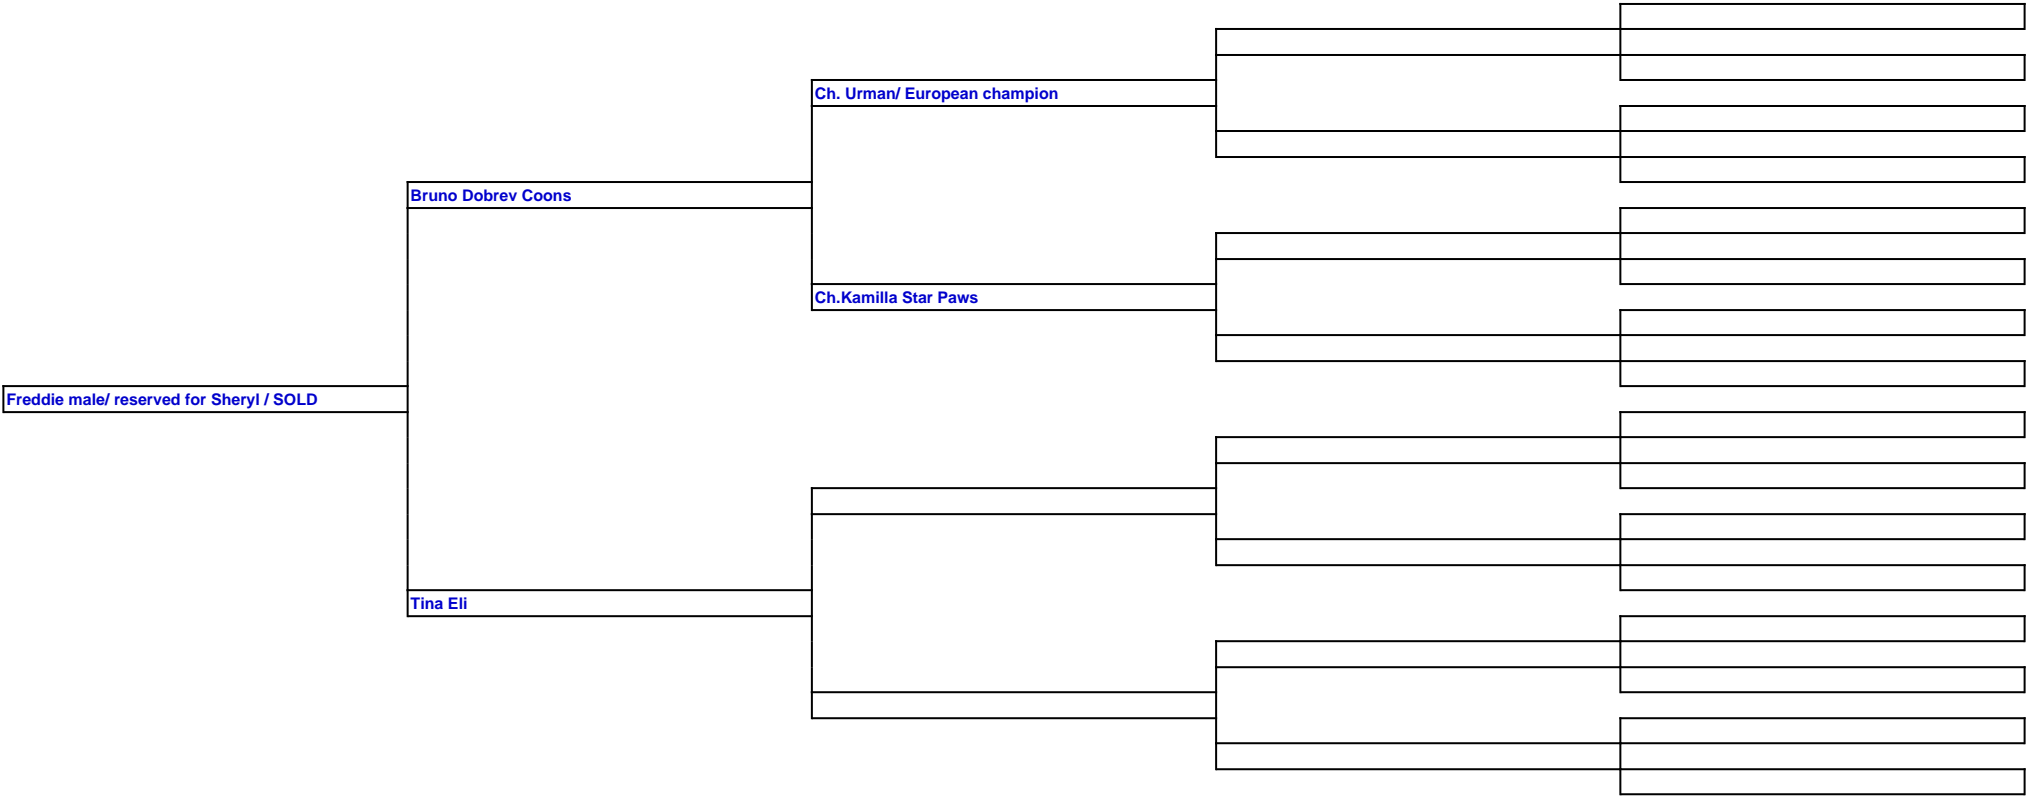 Ch. Urman/ European champion
Bruno Dobrev Coons
Ch.Kamilla Star Paws
Freddie male/ reserved for Sheryl / SOLD
Tina Eli